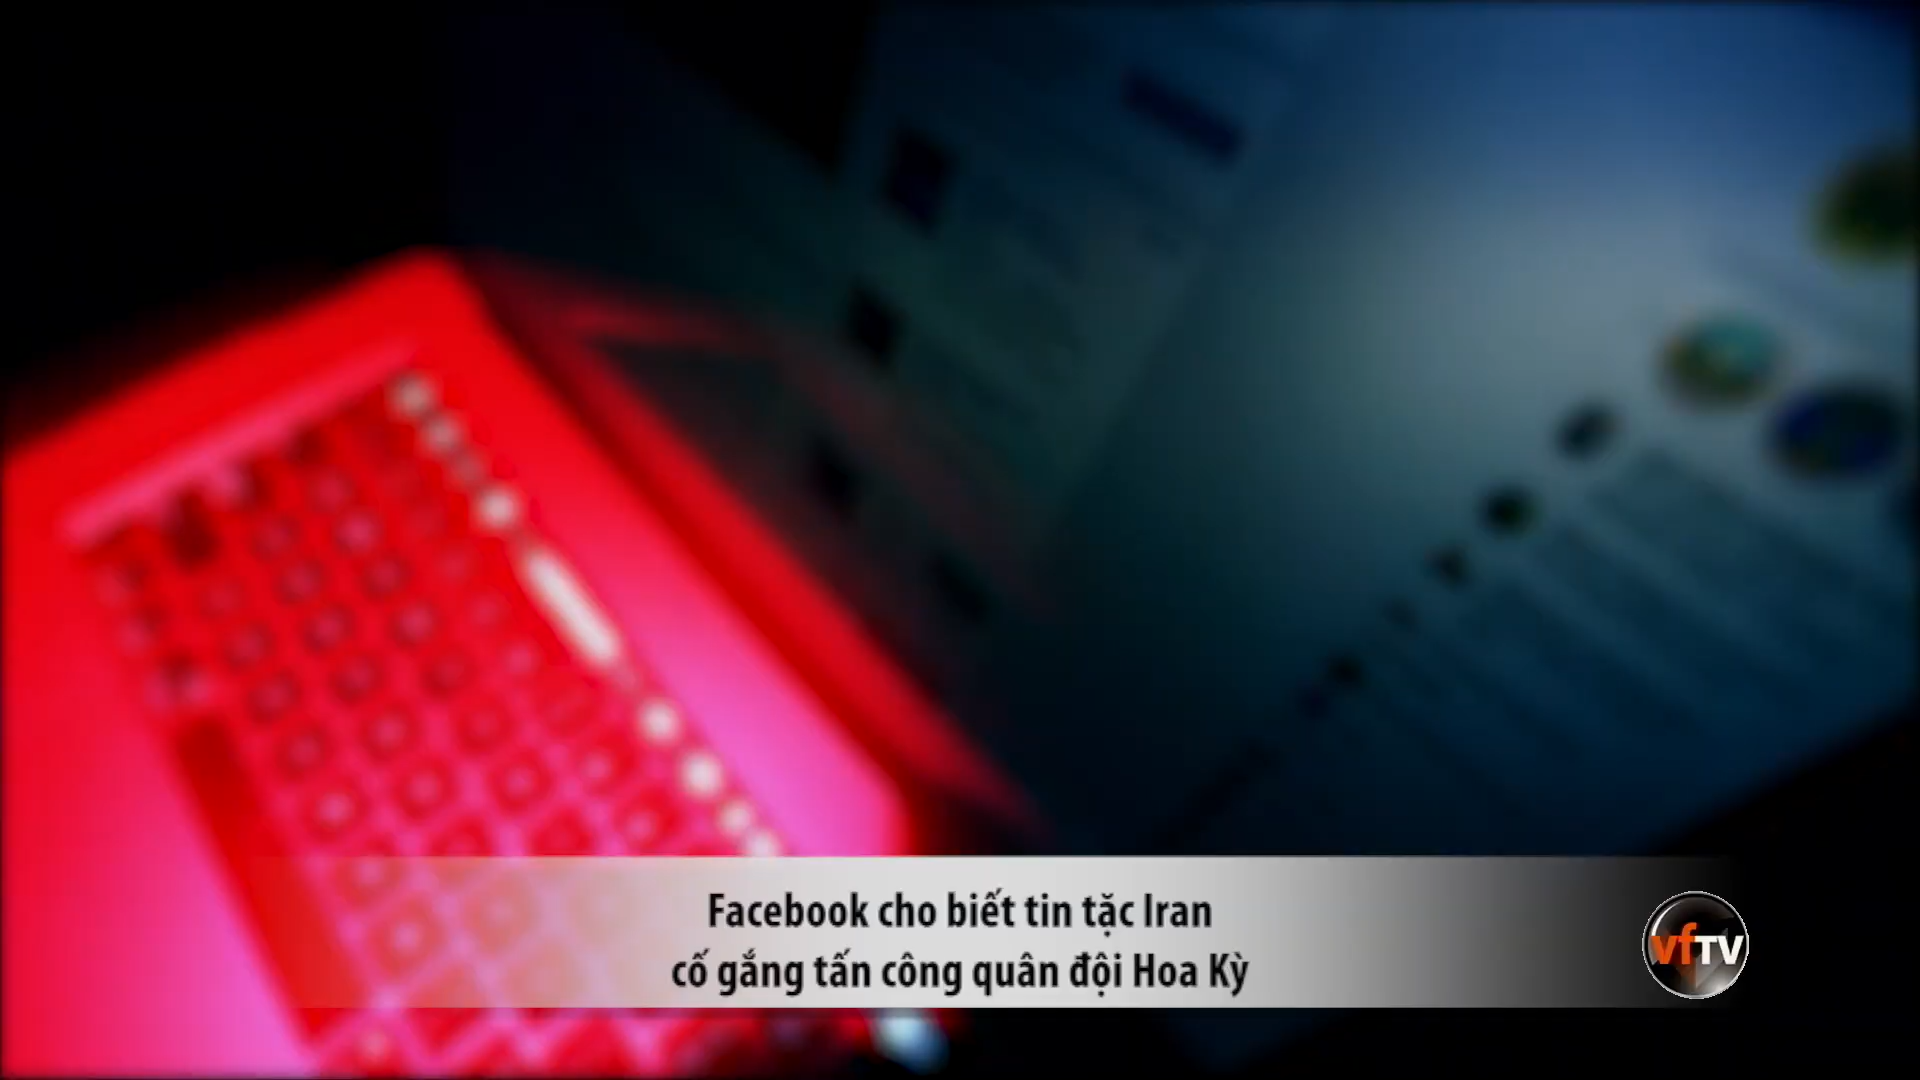 Facebook cho biết tin tặc Iran
cố gắng tấn công quân đội Hoa Kỳ
vfTV